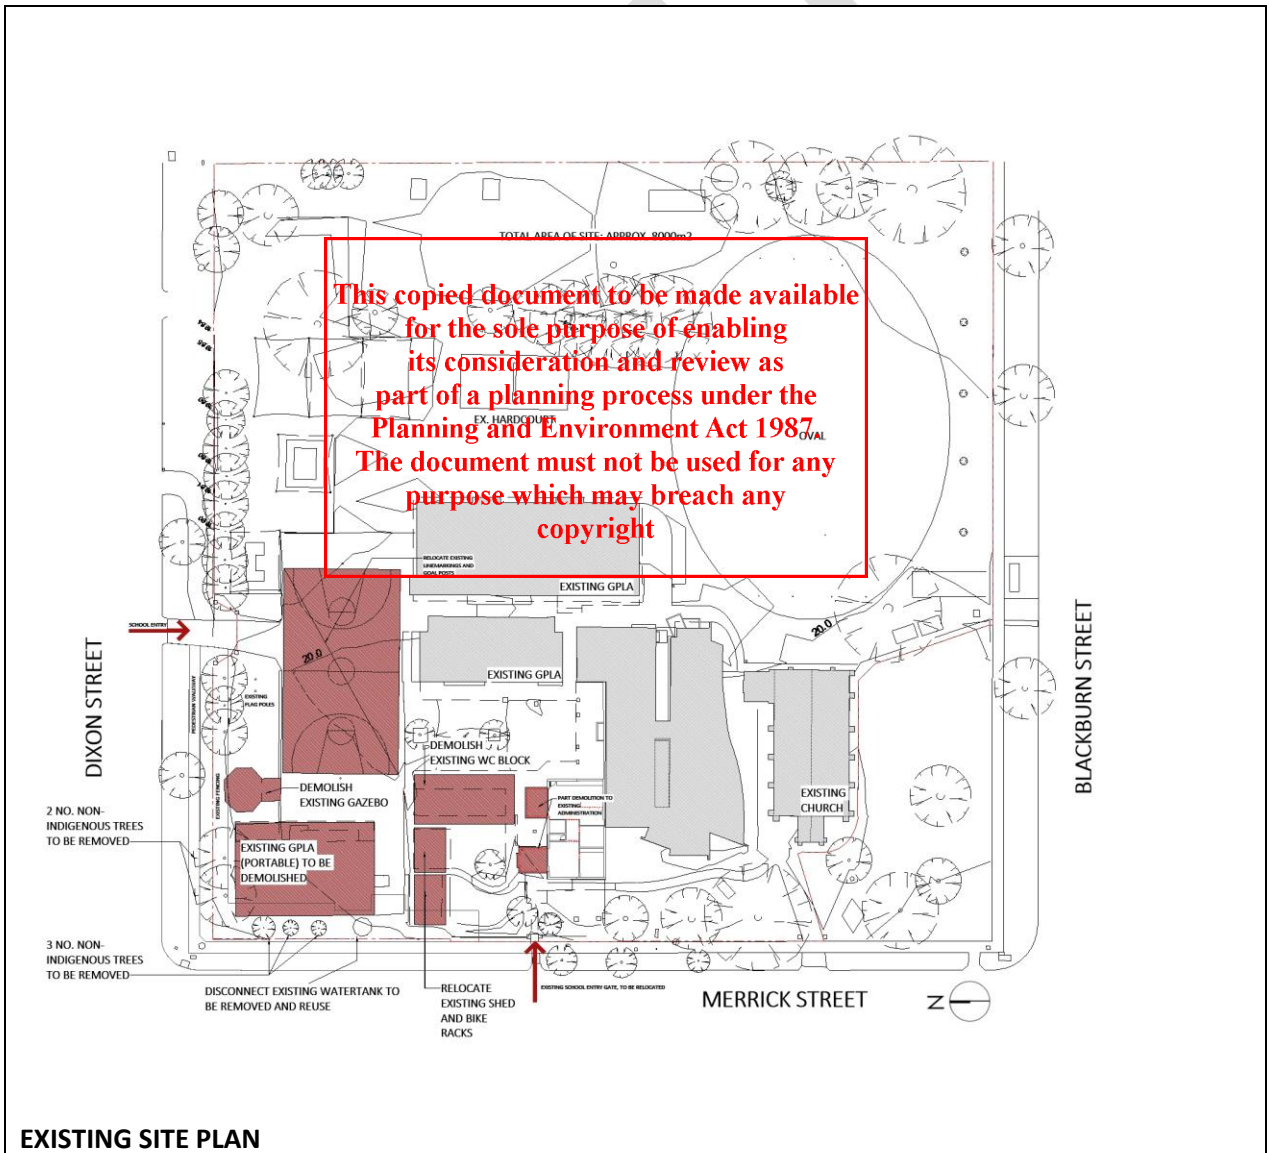 TOTAL AREA OF SITE: APPROX. 8000m2
This copied document to be made available
for the sole purpose of enabling
its consideration and review as
part of a planning process under the
Planning and Environment Act 1987.
The document must not be used for any
purpose which may breach any
copyright
EX. HARDCOURT
OVAL
RELOCATE EXISTING
LINEMARKINGS AND
GOAL POSTS
EXISTING GPLA
SCHOOL ENTRY
20.0
20.0
DIXON STREET
BLACKBURN STREET
EXISTING GPLA
PEDESTRIAN WALKWAY
EXISTING
FLAG POLES
DEMOLISH
EXISTING WC BLOCK
DEMOLISH
EXISTING GAZEBO
EXISTING FENCING
PART DEMOLITION TO
EXISTING
ADMINISTRATION
EXISTING
CHURCH
2 NO. NON-
INDIGENOUS TREES
TO BE REMOVED
EXISTING GPLA
(PORTABLE) TO BE
DEMOLISHED
3 NO. NON-
INDIGENOUS TREES
TO BE REMOVED
DISCONNECT EXISTING WATERTANK TO
BE REMOVED AND REUSE
RELOCATE
EXISTING SHED
AND BIKE
RACKS
EXISTING SCHOOL ENTRY GATE, TO BE RELOCATED
MERRICK STREET
Z
EXISTING SITE PLAN